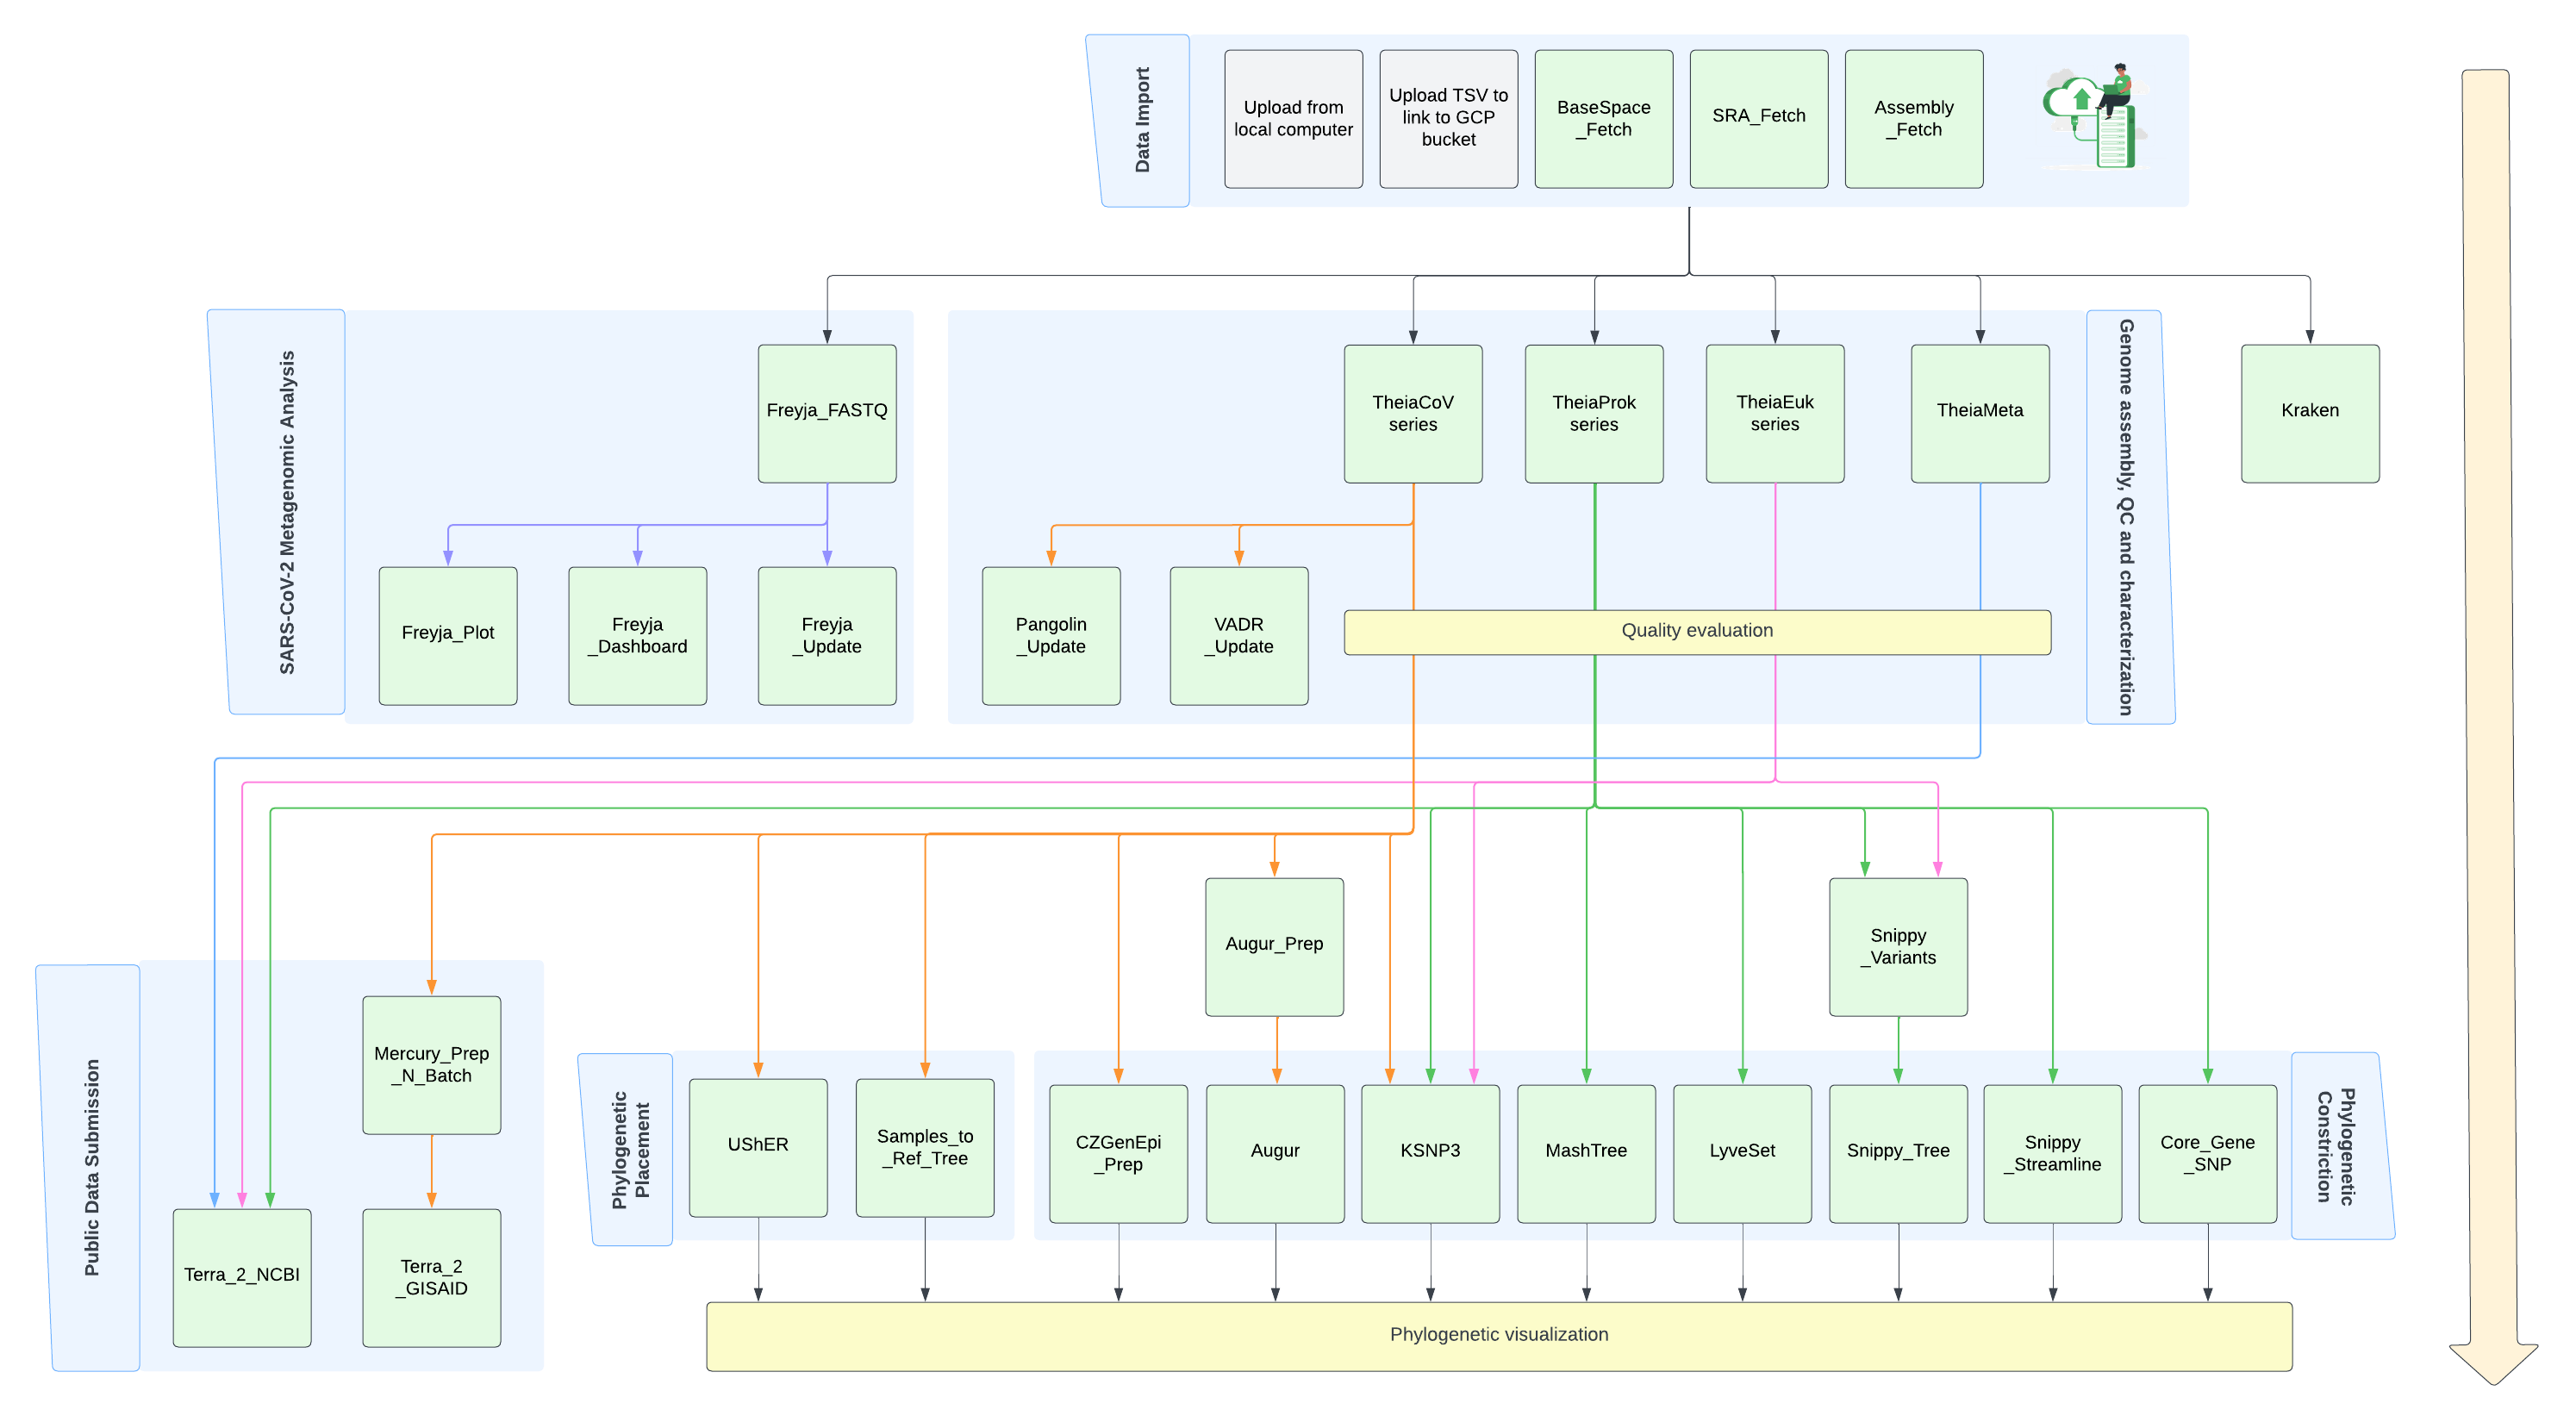 Data Import
Upload from
local computer
Upload TSV to
link to GCP
bucket
BaseSpace
_Fetch
SRA_Fetch
Assembly
_Fetch
SARS-CoV-2 Metagenomic Analysis
Freyja_FASTQ
TheiaCoV
series
TheiaProk
series
TheiaEuk
series
TheiaMeta
Genome assembly, QC and characterization
Kraken
Freyja_Plot
Freyja
_Dashboard
Freyja
_Update
Pangolin
_Update
VADR
_Update
Quality evaluation
Augur_Prep
Snippy
_Variants
Public Data Submission
Mercury_Prep
_N_Batch
Terra_2_NCBI
Terra_2
_GISAID
Phylogenetic
Placement
UShER
Samples_to
_Ref_Tree
CZGenEpi
_Prep
Augur
KSNP3
MashTree
LyveSet
Snippy_Tree
Snippy
_Streamline
Core_Gene
_SNP
Phylogenetic
Constriction
Phylogenetic visualization